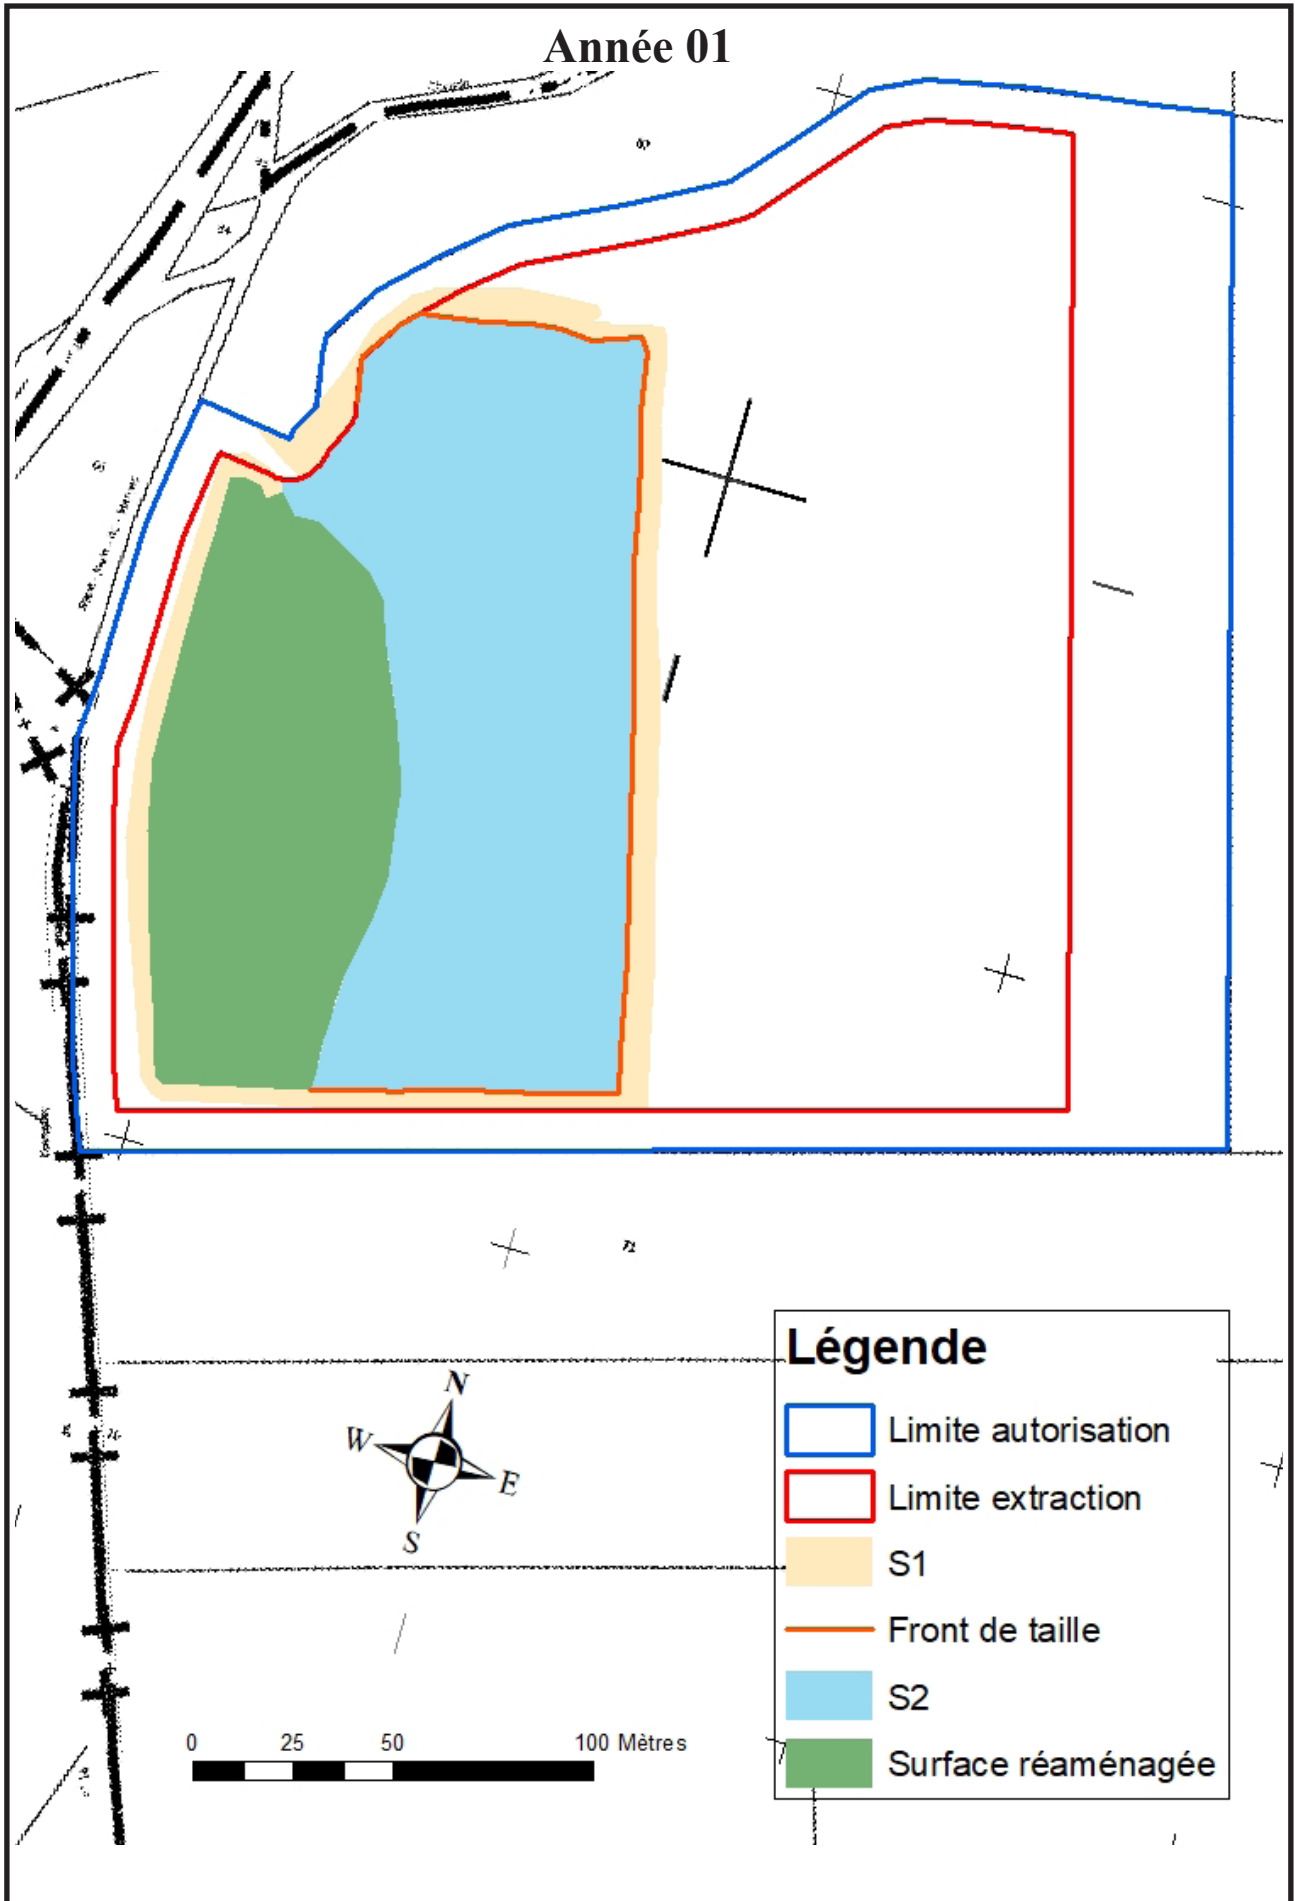 Année 01
N
W
E
S
Légende
Limite autorisation
Limite extraction
S1
Front de taille
S2
Surface réaménagée
0 25 50 100 Mètres